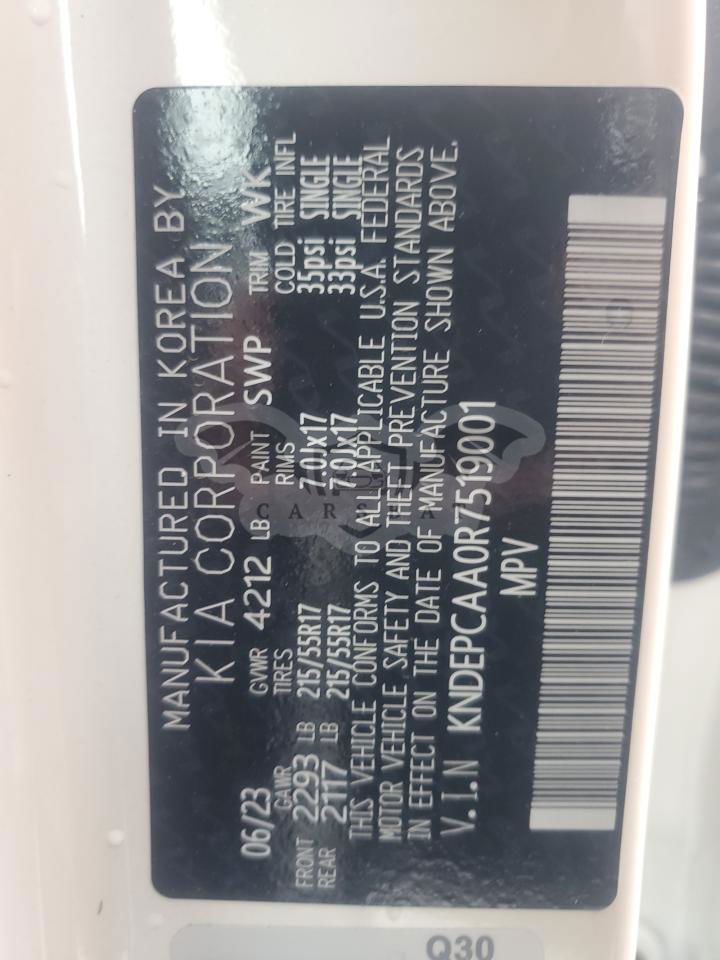 MANUFACTURED IN KOREA BY
KIA CORPORATION
06/23 GVWR 4212 LB PAINT SWP TRIM WK
GAWR TIRES RIMS COLD TIRE INFL
FRONT 2293 LB 215/55R17 7.0Jx17 35psi SINGLE
REAR 2117 LB 215/55R17 7.0Jx17 33psi SINGLE
THIS VEHICLE CONFORMS TO ALL APPLICABLE U.S.A. FEDERAL
MOTOR VEHICLE SAFETY AND THEFT PREVENTION STANDARDS
IN EFFECT ON THE DATE OF MANUFACTURE SHOWN ABOVE.
V.I.N KNDEPCAA0R7519001
MPV
Q30